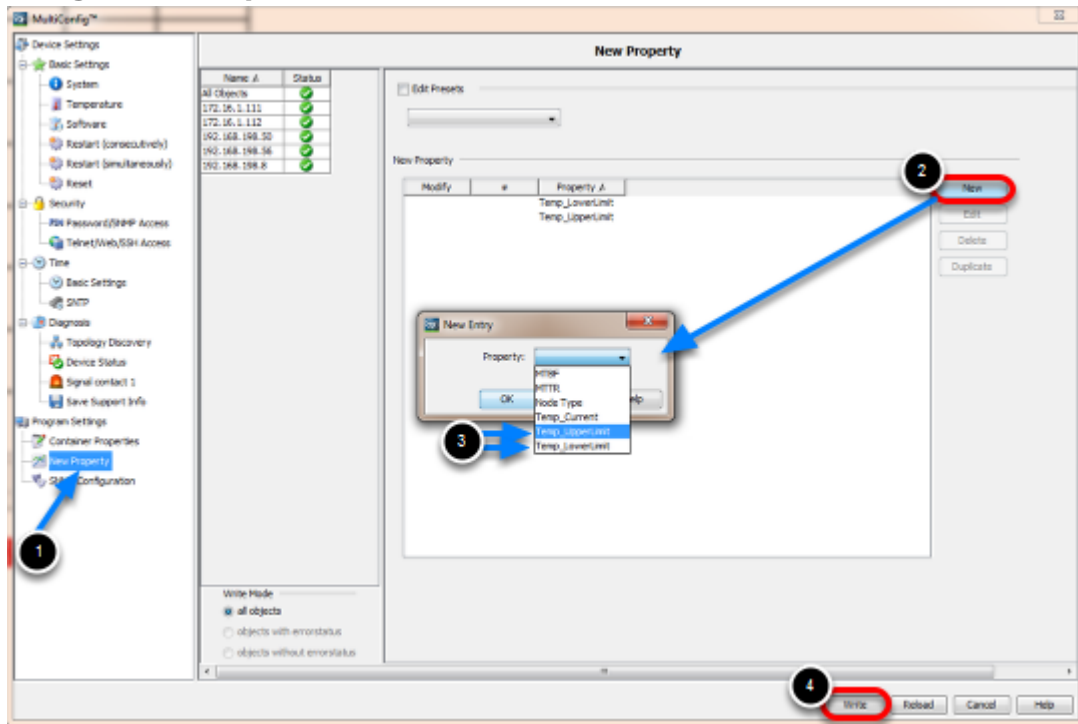 MultiConfig™
Device Settings
Basic Settings
System
Temperature
Software
Restart (consecutively)
Restart (simultaneously)
Reset
Security
Password/SNMP Access
Telnet/Web/SSH Access
Time
Basic Settings
SNTP
Diagnosis
Topology Discovery
Device Status
Signal contact 1
Save Support Info
Program Settings
Container Properties
New Property
Configuration
1
Name Status
All Objects
172.16.1.111
172.16.1.112
192.168.198.50
192.168.198.56
192.168.198.8
Write Mode
all objects
objects with errorstatus
objects without errorstatus
New Property
Edit Presets
New Property
Modify # Property
Temp_LowerLimit
Temp_UpperLimit
2
New
Edit
Delete
Duplicate
New Entry
Property:
MTBF
MTTR
Node Type
Temp_Current
Temp_UpperLimit
Temp_LowerLimit
OK
3
4
Write Reload Cancel Help